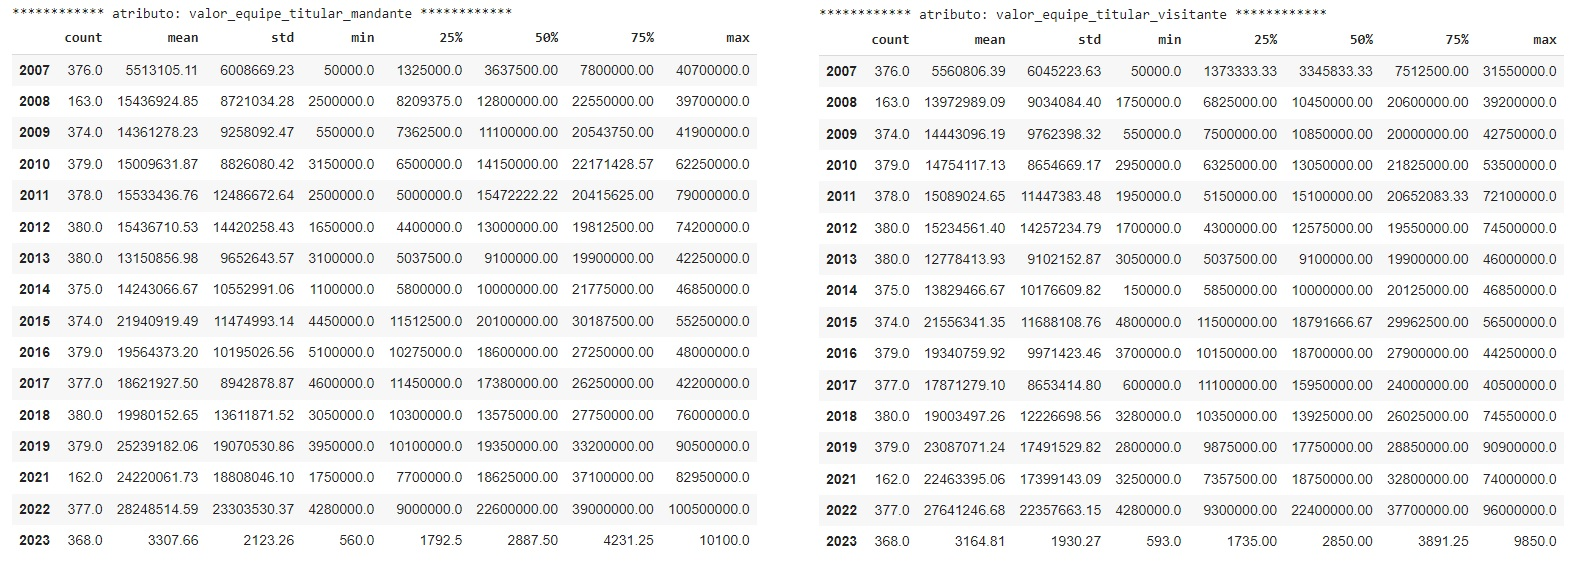 ************ atributo: valor_equipe_titular_mandante ************
count mean std min 25% 50% 75% max
2007 376.0 5513105.11 6008669.23 50000.0 1325000.0 3637500.00 7800000.00 40700000.0
2008 163.0 15436924.85 8721034.28 2500000.0 8209375.0 12800000.00 22550000.00 39700000.0
2009 374.0 14361278.23 9258092.47 550000.0 7362500.0 11100000.00 20543750.00 41900000.0
2010 379.0 15009631.87 8826080.42 3150000.0 6500000.0 14150000.00 22171428.57 62250000.0
2011 378.0 15533436.76 12486672.64 2500000.0 5000000.0 15472222.22 20415625.00 79000000.0
2012 380.0 15436710.53 14420258.43 1650000.0 4400000.0 13000000.00 19812500.00 74200000.0
2013 380.0 13150856.98 9652643.57 3100000.0 5037500.0 9100000.00 19900000.00 42250000.0
2014 375.0 14243066.67 10552991.06 1100000.0 5800000.0 10000000.00 21775000.00 46850000.0
2015 374.0 21940919.49 11474993.14 4450000.0 11512500.0 20100000.00 30187500.00 55250000.0
2016 379.0 19564373.20 10195026.56 5100000.0 10275000.0 18600000.00 27250000.00 48000000.0
2017 377.0 18621927.50 8942878.87 4600000.0 11450000.0 17380000.00 26250000.00 42200000.0
2018 380.0 19980152.65 13611871.52 3050000.0 10300000.0 13575000.00 27750000.00 76000000.0
2019 379.0 25239182.06 19070530.86 3950000.0 10100000.0 19350000.00 33200000.00 90500000.0
2021 162.0 24220061.73 18808046.10 1750000.0 7700000.0 18625000.00 37100000.00 82950000.0
2022 377.0 28248514.59 23303530.37 4280000.0 9000000.0 22600000.00 39000000.00 100500000.0
2023 368.0 3307.66 2123.26 560.0 1792.5 2887.50 4231.25 10100.0
************ atributo: valor_equipe_titular_visitante ************
count mean std min 25% 50% 75% max
2007 376.0 5560806.39 6045223.63 50000.0 1373333.33 3345833.33 7512500.00 31550000.0
2008 163.0 13972989.09 9034084.40 1750000.0 6825000.00 10450000.00 20600000.00 39200000.0
2009 374.0 14443096.19 9762398.32 550000.0 7500000.00 10850000.00 20000000.00 42750000.0
2010 379.0 14754117.13 8654669.17 2950000.0 6325000.00 13050000.00 21825000.00 53500000.0
2011 378.0 15089024.65 11447383.48 1950000.0 5150000.00 15100000.00 20652083.33 72100000.0
2012 380.0 15234561.40 14257234.79 1700000.0 4300000.00 12575000.00 19550000.00 74500000.0
2013 380.0 12778413.93 9102152.87 3050000.0 5037500.00 9100000.00 19900000.00 46000000.0
2014 375.0 13829466.67 10176609.82 150000.0 5850000.00 10000000.00 20125000.00 46850000.0
2015 374.0 21556341.35 11688108.76 4800000.0 11500000.00 18791666.67 29962500.00 56500000.0
2016 379.0 19340759.92 9971423.46 3700000.0 10150000.00 18700000.00 27900000.00 44250000.0
2017 377.0 17871279.10 8653414.80 600000.0 11100000.00 15950000.00 24000000.00 40500000.0
2018 380.0 19003497.26 12226698.56 3280000.0 10350000.00 13925000.00 26025000.00 74550000.0
2019 379.0 23087071.24 17491529.82 2800000.0 9875000.00 17750000.00 28850000.00 90900000.0
2021 162.0 22463395.06 17399143.09 3250000.0 7357500.00 18750000.00 32800000.00 74000000.0
2022 377.0 27641246.68 22357663.15 4280000.0 9300000.00 22400000.00 37700000.00 96000000.0
2023 368.0 3164.81 1930.27 593.0 1735.00 2850.00 3891.25 9850.0